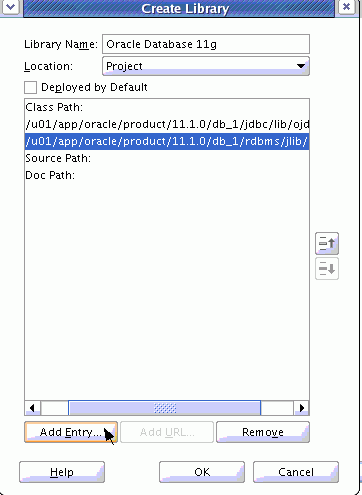 Create Library
Library Name: Oracle Database 11g
Location: Project
Deployed by Default
Class Path:
/u01/app/oracle/product/11.1.0/db_1/jdbc/lib/ojd
/u01/app/oracle/product/11.1.0/db_1/rdbms/jlib/
Source Path:
Doc Path:
Add Entry... Add URL... Remove
Help OK Cancel